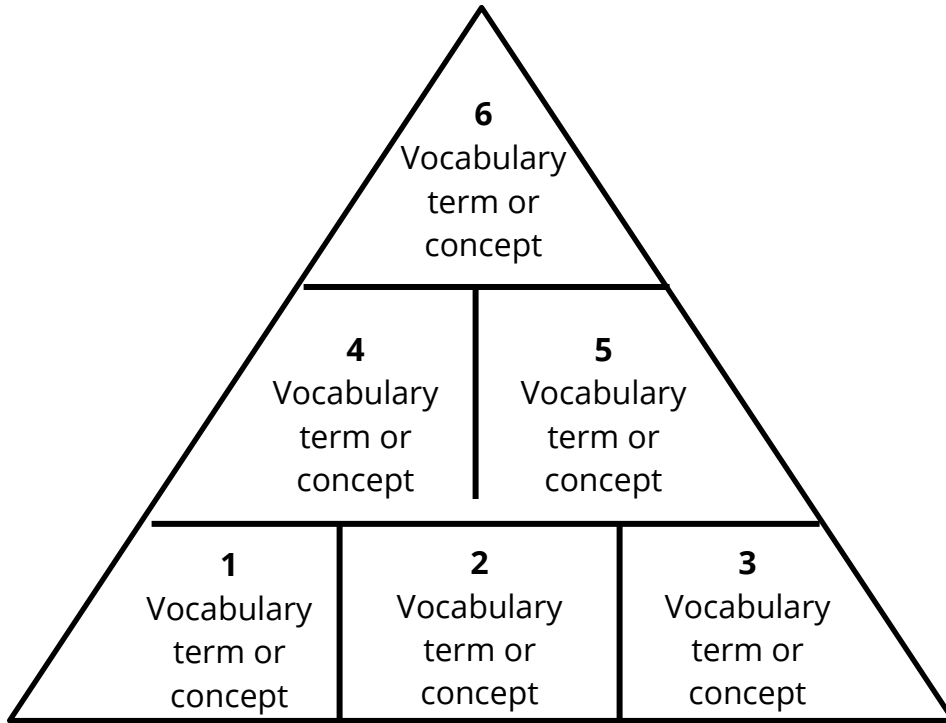 6
Vocabulary
term or
concept
4
Vocabulary
term or
concept
5
Vocabulary
term or
concept
1
Vocabulary
term or
concept
2
Vocabulary
term or
concept
3
Vocabulary
term or
concept